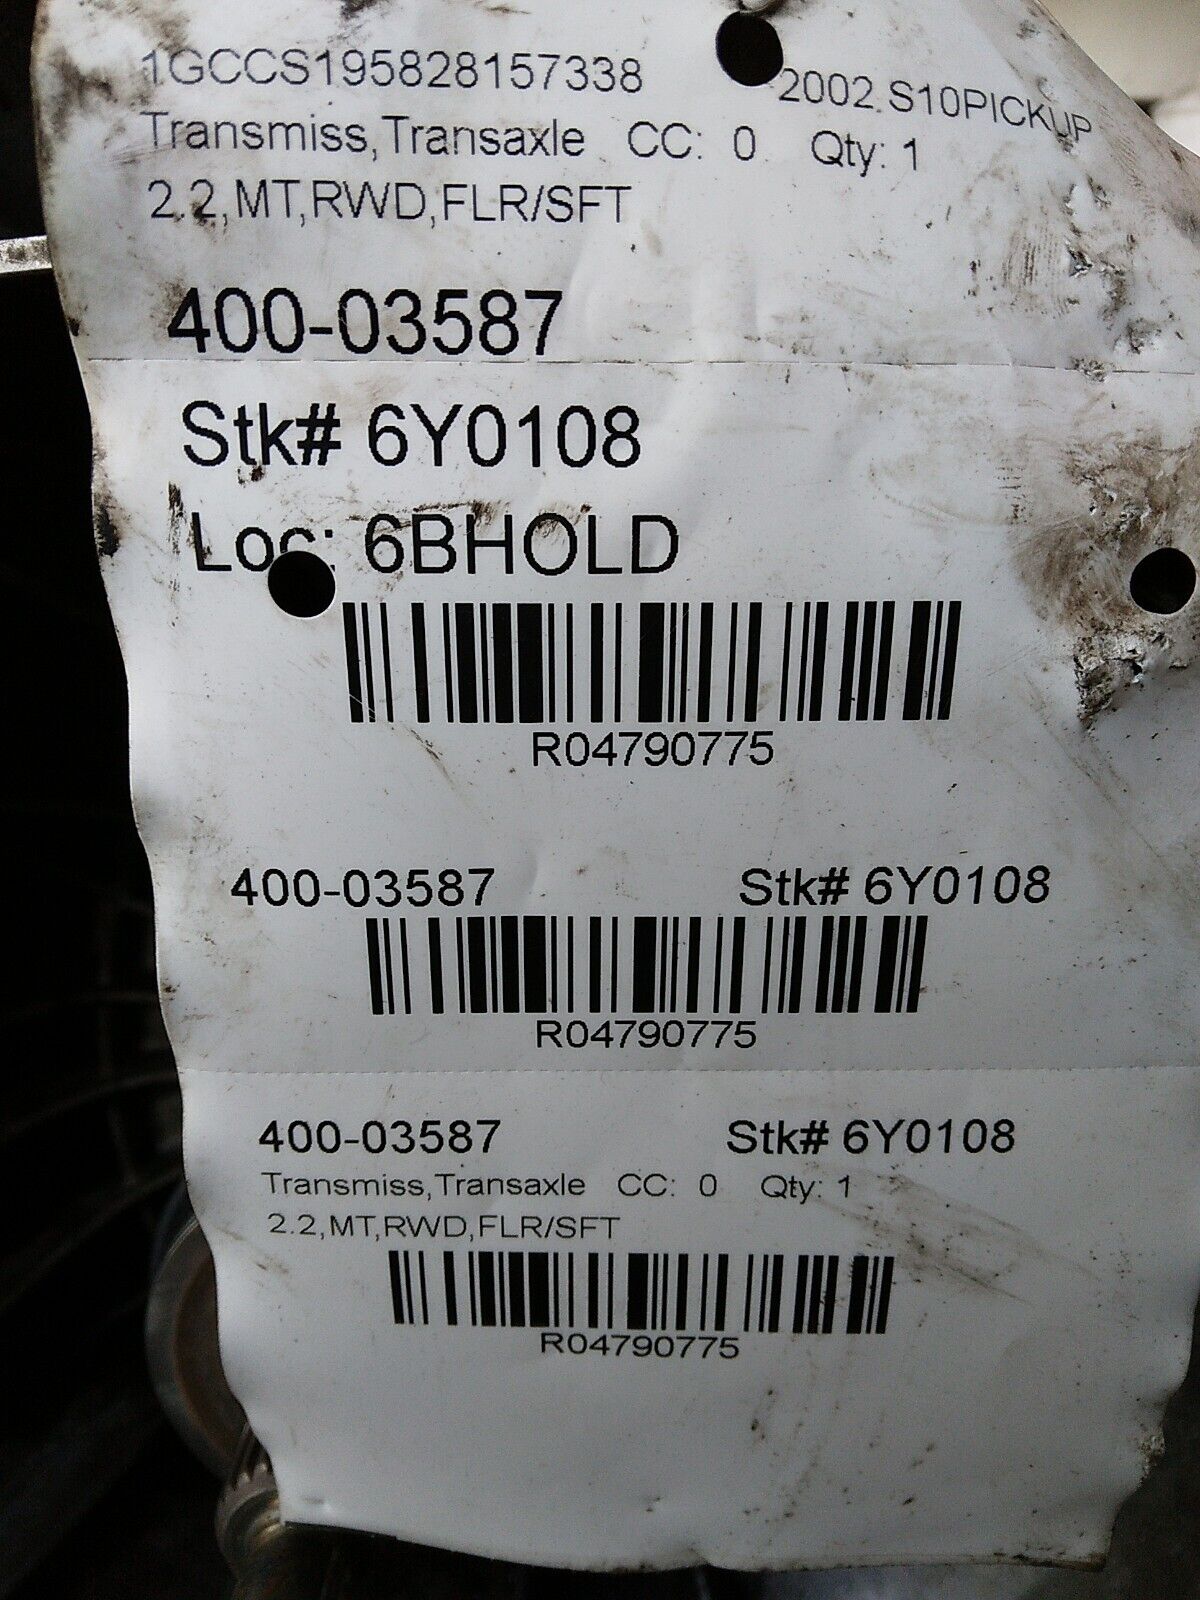 1GCCS195828157338 2002 S10PICKUP
Transmiss,Transaxle CC: 0 Qty: 1
2.2,MT,RWD,FLR/SFT
400-03587
Stk# 6Y0108
Loc: 6BHOLD
R04790775
400-03587 Stk# 6Y0108
R04790775
400-03587 Stk# 6Y0108
Transmiss,Transaxle CC: 0 Qty: 1
2.2,MT,RWD,FLR/SFT
R04790775